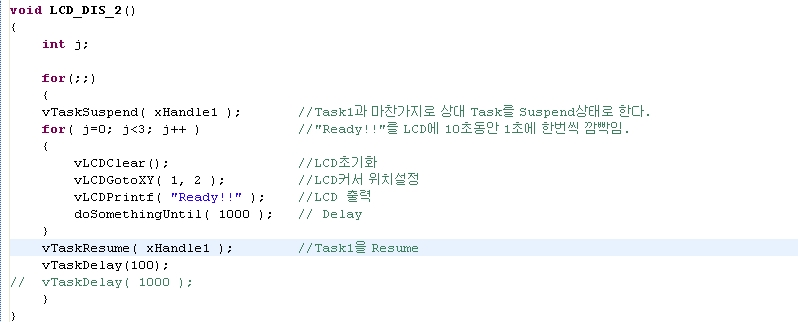 void LCD_DIS_2()
{
    int j;

    for(;;)
    {
    vTaskSuspend( xHandle1 );       //Task1과 마찬가지로 상대 Task를 Suspend상태로 한다.
    for( j=0; j<3; j++ )            //"Ready!!"를 LCD에 10초동안 1초에 한번씩 깜빡임.
    {
        vLCDClear();                //LCD초기화
        vLCDGotoXY( 1, 2 );         //LCD커서 위치설정
        vLCDPrintf( "Ready!!" );    //LCD 출력
        doSomethingUntil( 1000 );   // Delay
    }
    vTaskResume( xHandle1 );        //Task1을 Resume
    vTaskDelay(100);
//  vTaskDelay( 1000 );
    }
}